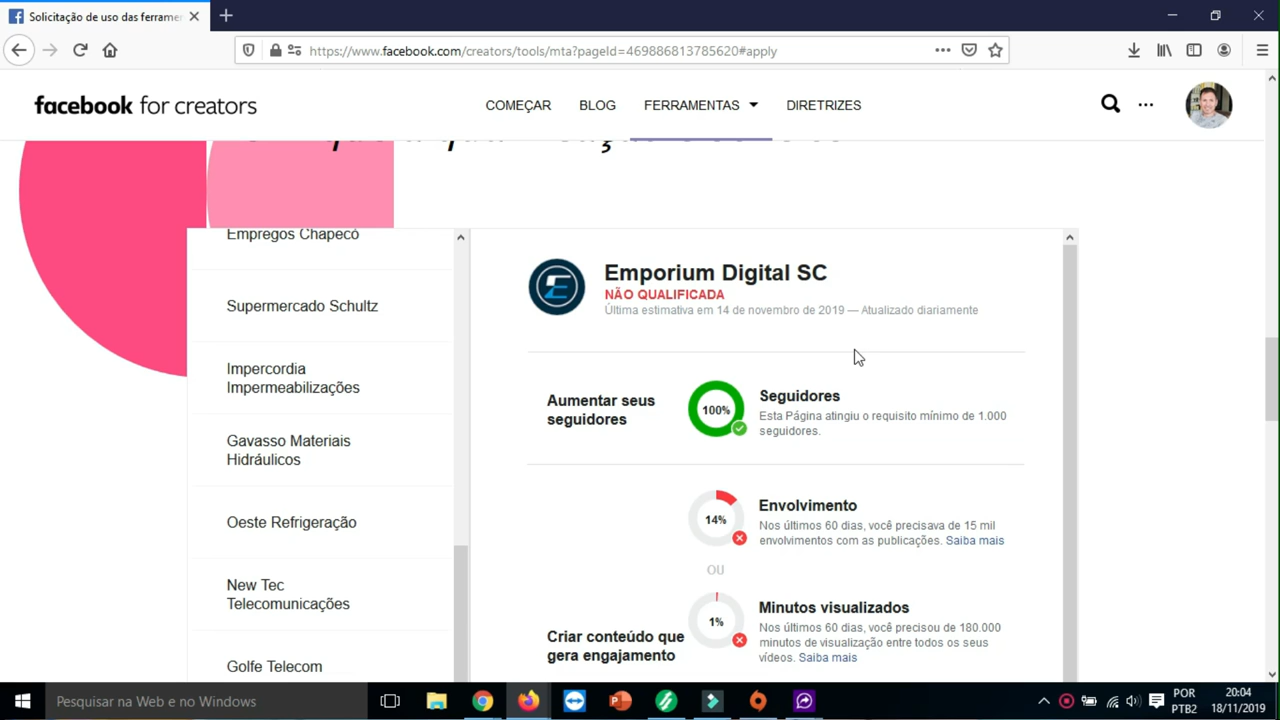 Solicitação de uso das ferrame
https://www.facebook.com/creators/tools/mta?pageId=469886813785620#apply
facebook for creators
COMEÇAR
BLOG
FERRAMENTAS
DIRETRIZES
Empregos Chapecó
Supermercado Schultz
Impercordia
Impermeabilizações
Gavasso Materiais
Hidráulicos
Oeste Refrigeração
New Tec
Telecomunicações
Golfe Telecom
Emporium Digital SC
NÃO QUALIFICADA
Última estimativa em 14 de novembro de 2019 — Atualizado diariamente
Aumentar seus
seguidores
100%
Seguidores
Esta Página atingiu o requisito mínimo de 1.000
seguidores.
14%
Envolvimento
Nos últimos 60 dias, você precisava de 15 mil
envolvimentos com as publicações. Saiba mais
OU
Criar conteúdo que
gera engajamento
1%
Minutos visualizados
Nos últimos 60 dias, você precisou de 180.000
minutos de visualização entre todos os seus
vídeos. Saiba mais
Pesquisar na Web e no Windows
POR
PTB2
20:04
18/11/2019